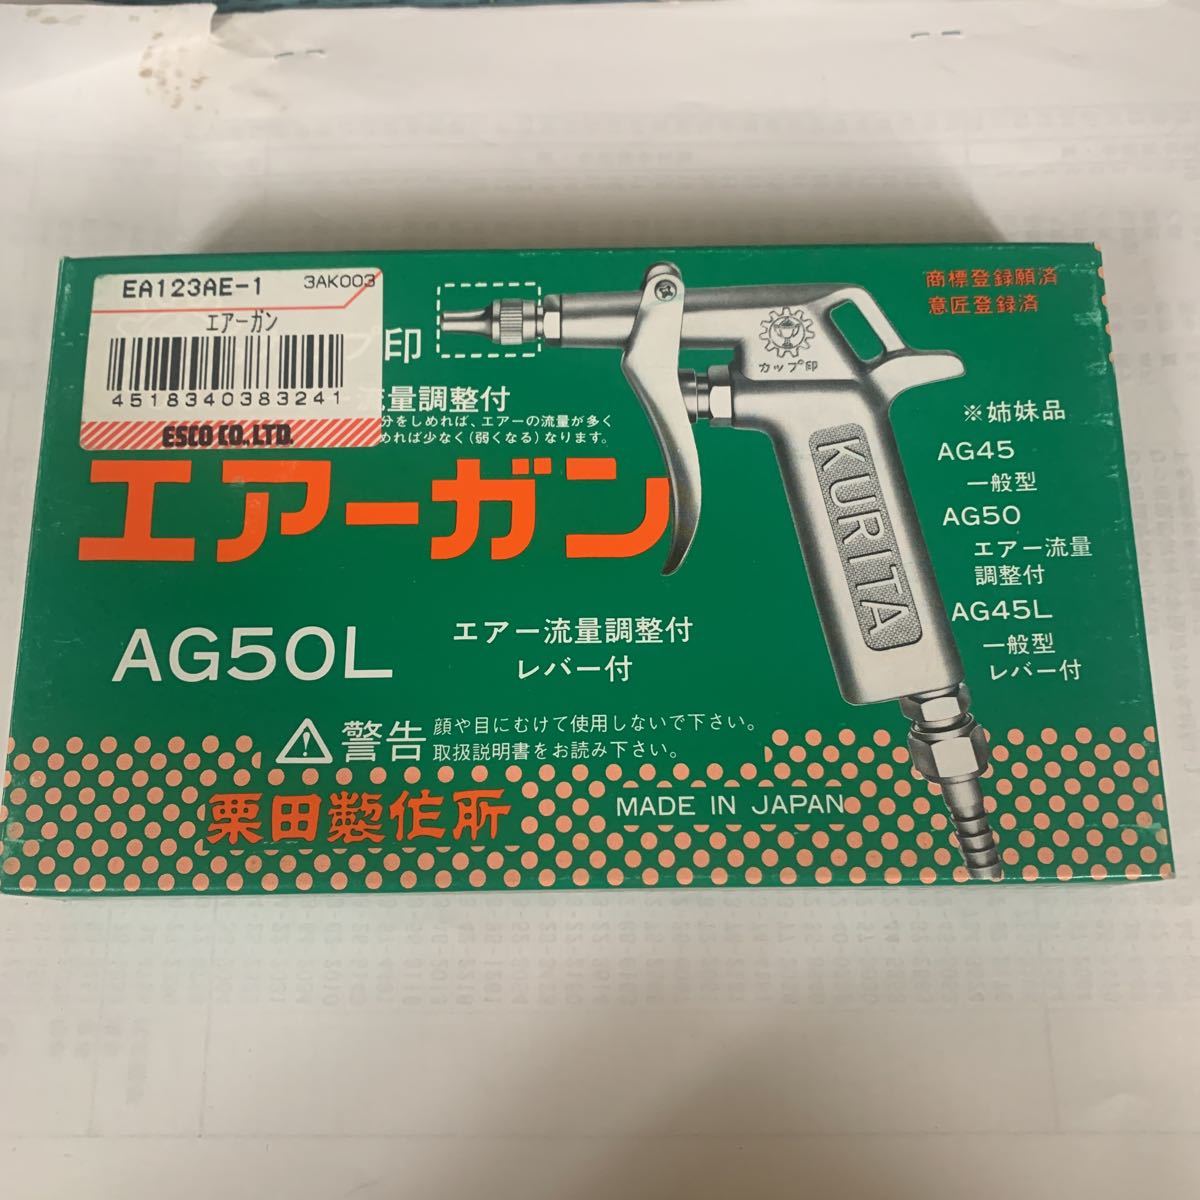 EA123AE-1 3AK003
エアーガン
4518340383241
ESCO CO.,LTD.
印
流量調整付
分をしめれば、エアーの流量が多く
めれば少なく(弱くなる)なります。
エアーガン
AG50L
エアー流量調整付
レバー付
警告
顔や目にむけて使用しないで下さい。
取扱説明書をお読み下さい。
栗田製作所
MADE IN JAPAN
カップ印
KURITA
商標登録願済
意匠登録済
※姉妹品
AG45
一般型
AG50
エアー流量
調整付
AG45L
一般型
レバー付